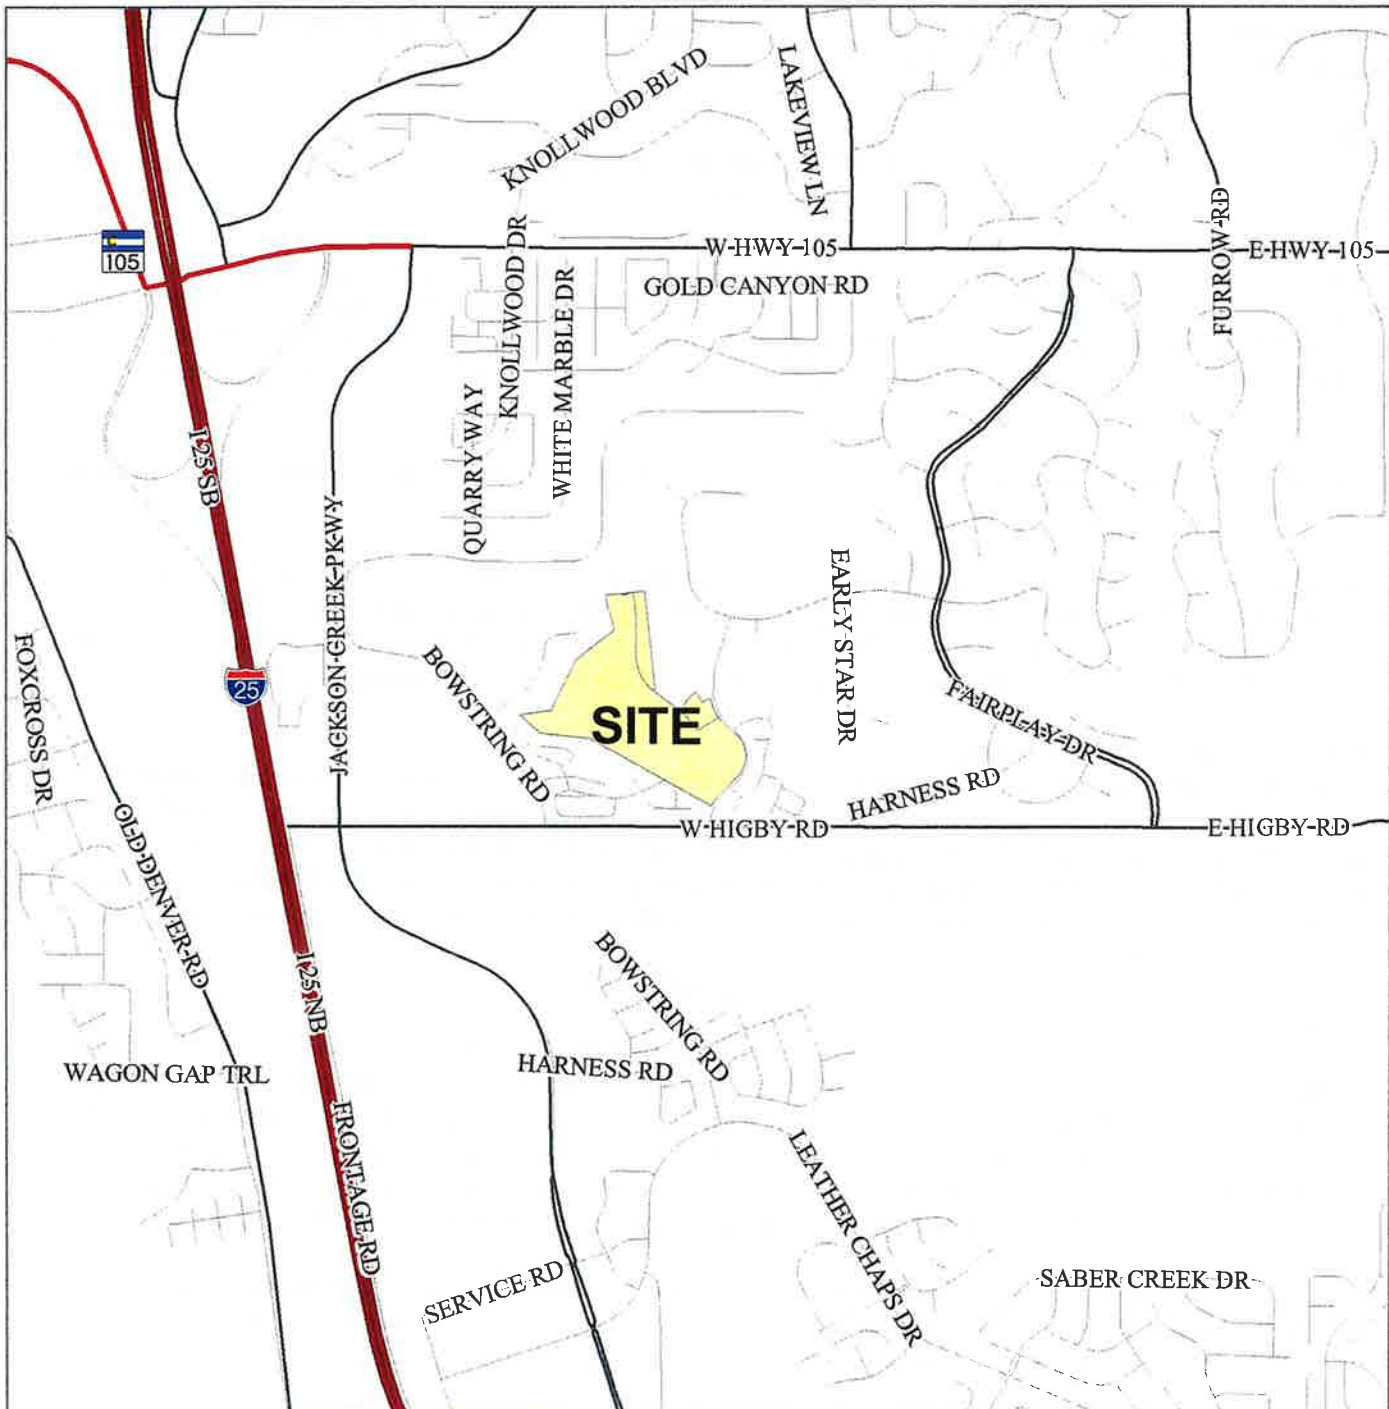 KNOLLWOOD BLVD
LAKEVIEW LN
C
105
KNOLLWOOD DR
W HWY 105
E HWY 105
GOLD CANYON RD
FURROW RD
WHITE MARBLE DR
QUARRY WAY
I 25 SB
JACKSON CREEK PKWY
EARLY STAR DR
FOXCROSS DR
25
BOWSTRING RD
SITE
FAIRPLAY DR
HARNESS RD
OLD DENVER RD
W HIGBY RD
E HIGBY RD
I 25 NB
BOWSTRING RD
WAGON GAP TRL
HARNESS RD
FRONTAGE RD
LEATHER CHAPS DR
SERVICE RD
SABER CREEK DR